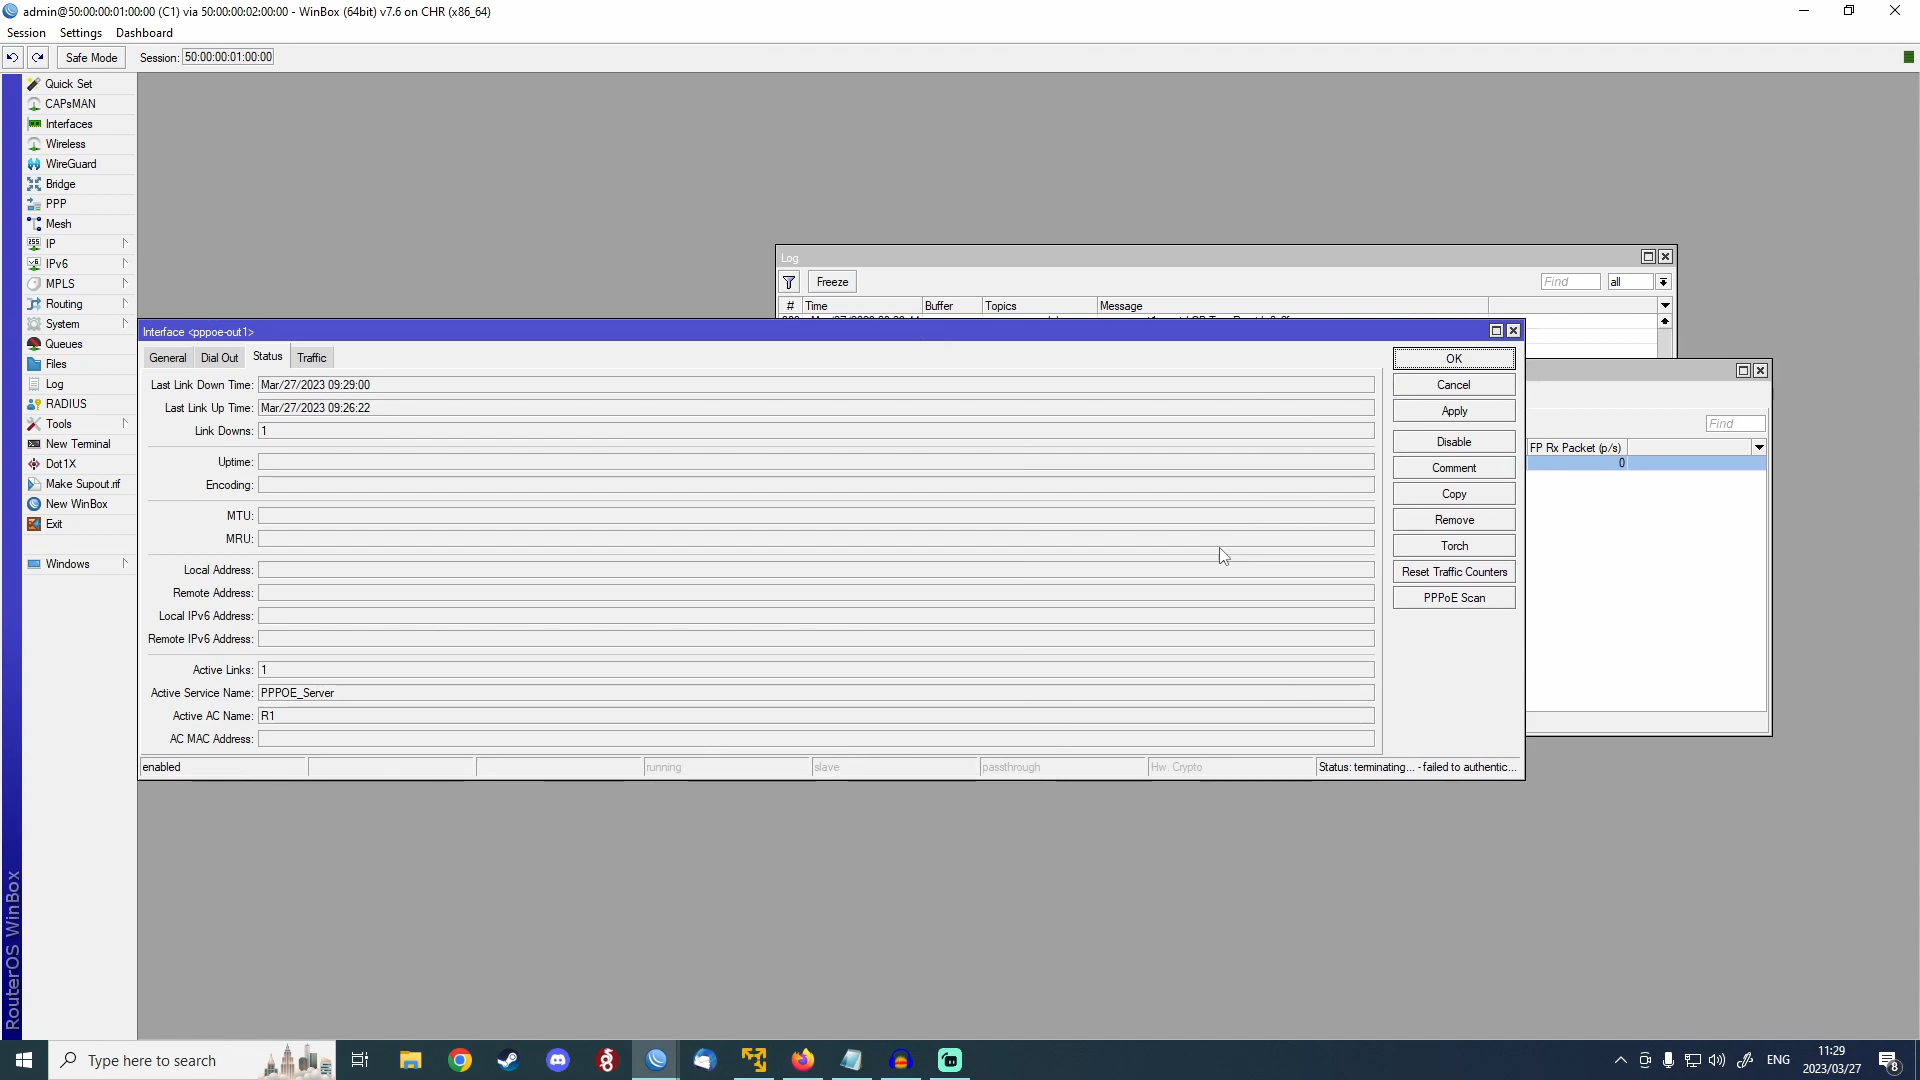 admin@50:00:00:01:00:00 (C1) via 50:00:00:02:00:00 - WinBox (64bit) v7.6 on CHR (x86_64)
Session Settings Dashboard
Safe Mode Session: 50:00:00:01:00:00
Quick Set
CAPsMAN
Interfaces
Wireless
WireGuard
Bridge
PPP
Mesh
IP
IPv6
MPLS
Routing
System
Queues
Files
Log
RADIUS
Tools
New Terminal
Dot1X
Make Supout.rif
New WinBox
Exit
Windows
RouterOS WinBox
Log
Freeze Find all
# Time Buffer Topics Message
Interface <pppoe-out1>
General Dial Out Status Traffic
Last Link Down Time: Mar/27/2023 09:29:00
Last Link Up Time: Mar/27/2023 09:26:22
Link Downs: 1
Uptime:
Encoding:
MTU:
MRU:
Local Address:
Remote Address:
Local IPv6 Address:
Remote IPv6 Address:
Active Links: 1
Active Service Name: PPPOE_Server
Active AC Name: R1
AC MAC Address:
enabled running slave passthrough Hw. Crypto Status: terminating... - failed to authentic...
OK
Cancel
Apply
Disable
Comment
Copy
Remove
Torch
Reset Traffic Counters
PPPoE Scan
Find
FP Rx Packet (p/s)
0
Type here to search
ENG
11:29
2023/03/27
8